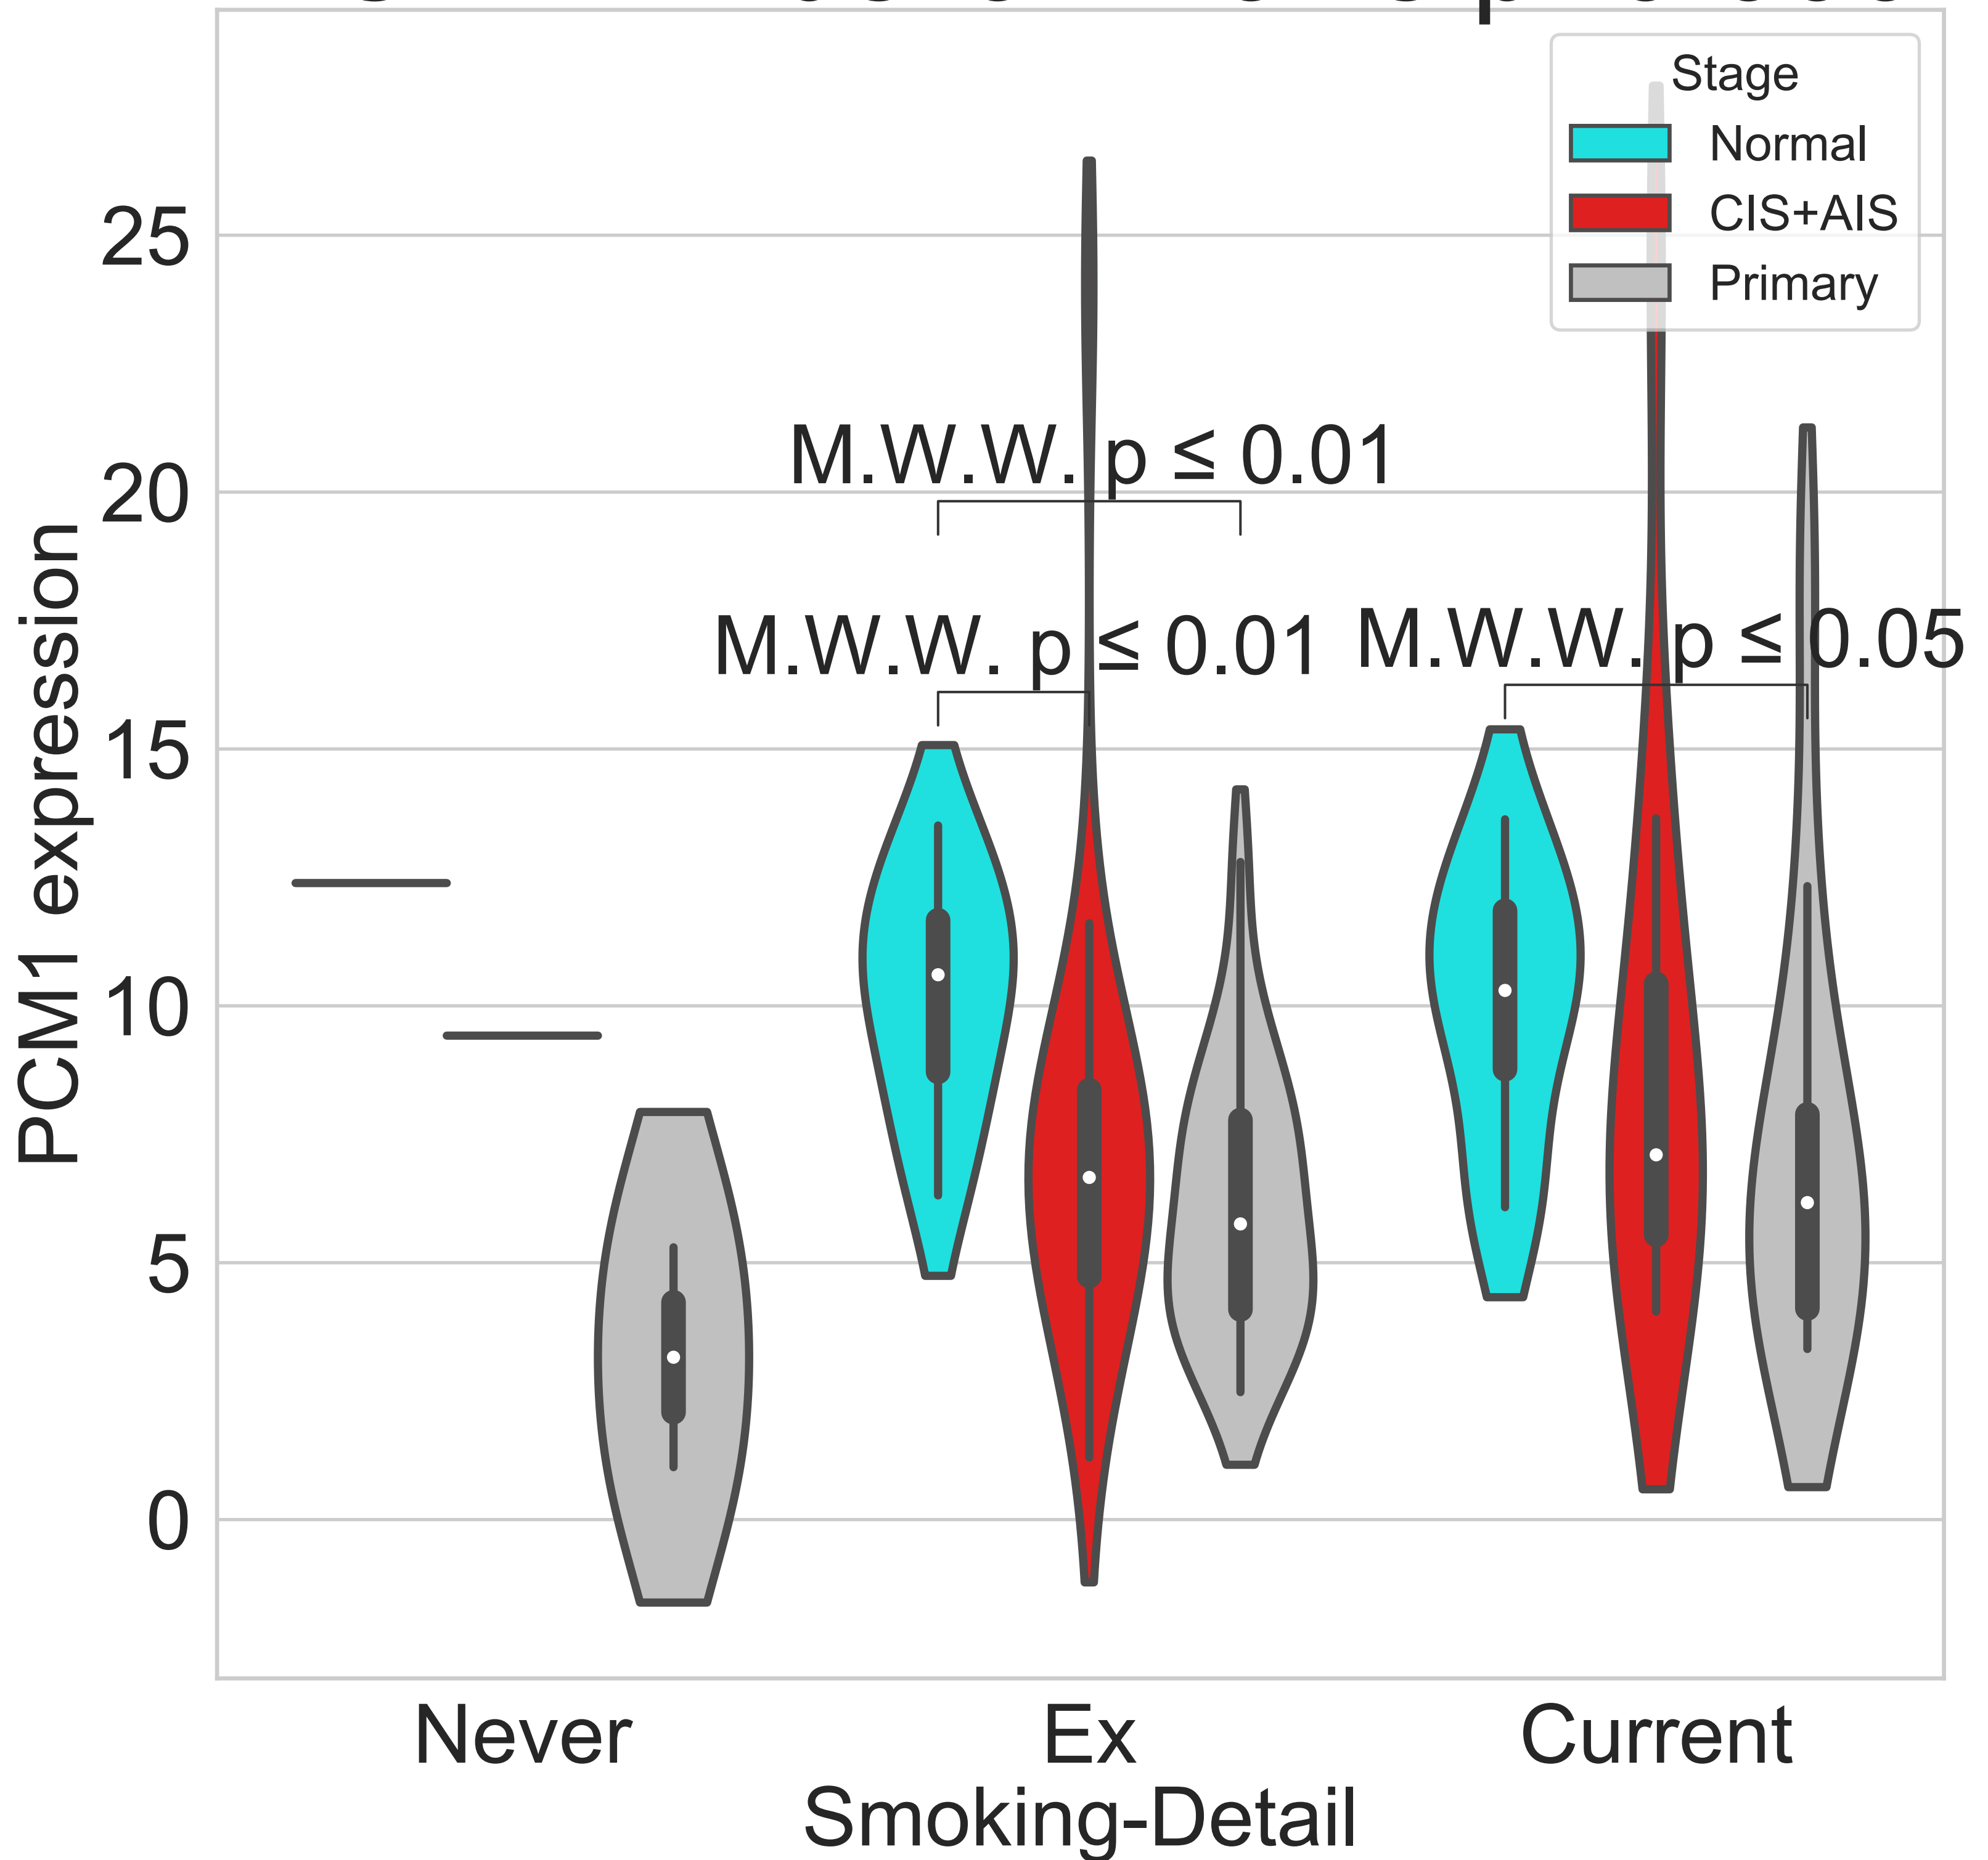 Stage
Normal
CIS+AIS
Primary
25
20
15
10
5
0
PCM1 expression
M.W.W. p ≤ 0.01
M.W.W. p ≤ 0.01
M.W.W. p ≤ 0.05
Never
Ex
Current
Smoking-Detail